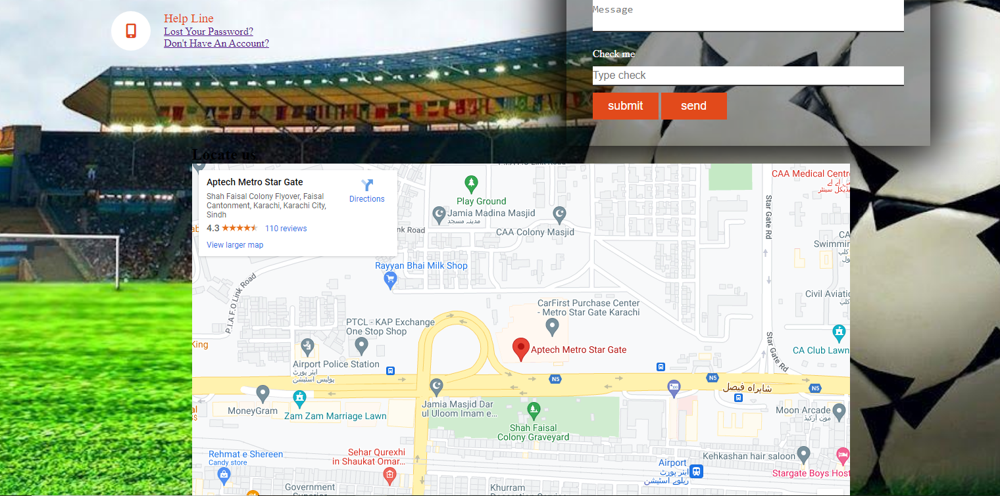 Message
Help Line
Lost Your Password?
Don't Have An Account?
Check me
Type check
submit
send
Locate us
Aptech Metro Star Gate
Directions
Shah Faisal Colony Flyover, Faisal
Cantonment, Karachi, Karachi City,
Sindh
4.3
110 reviews
View larger map
Play Ground
Jamia Madina Masjid
مدینہ مسجد
CAA Colony Masjid
CAA Medical Centr
nk Road
Star Gate Rd
CA
Swimmin
Rayyan Bhai Milk Shop
P.I.A.F.O Link Road
Civil Aviatio
CarFirst Purchase Center
- Metro Star Gate Karachi
PTCL - KAP Exchange
One Stop Shop
King
Aptech Metro Star Gate
Star Gate Rd
CA Club Lawn
Airport Police Station
ایئر پورٹ
پولیس اسٹیشن
N5
N5
N5
شاہراہ فیصل
MoneyGram
Zam Zam Marriage Lawn
Jamia Masjid Dar
ul Uloom Imam e...
Shah Faisal
Colony Graveyard
Moon Arcade
مون آرکیڈ
Rehmat e Shereen
Candy store
Sehar Qurexhi
in Shaukat Omar...
Kehkashan hair saloon
Airport
ایئر پورٹ
ریلوے اسٹیشن
Stargate Boys Host
Government
Khurram